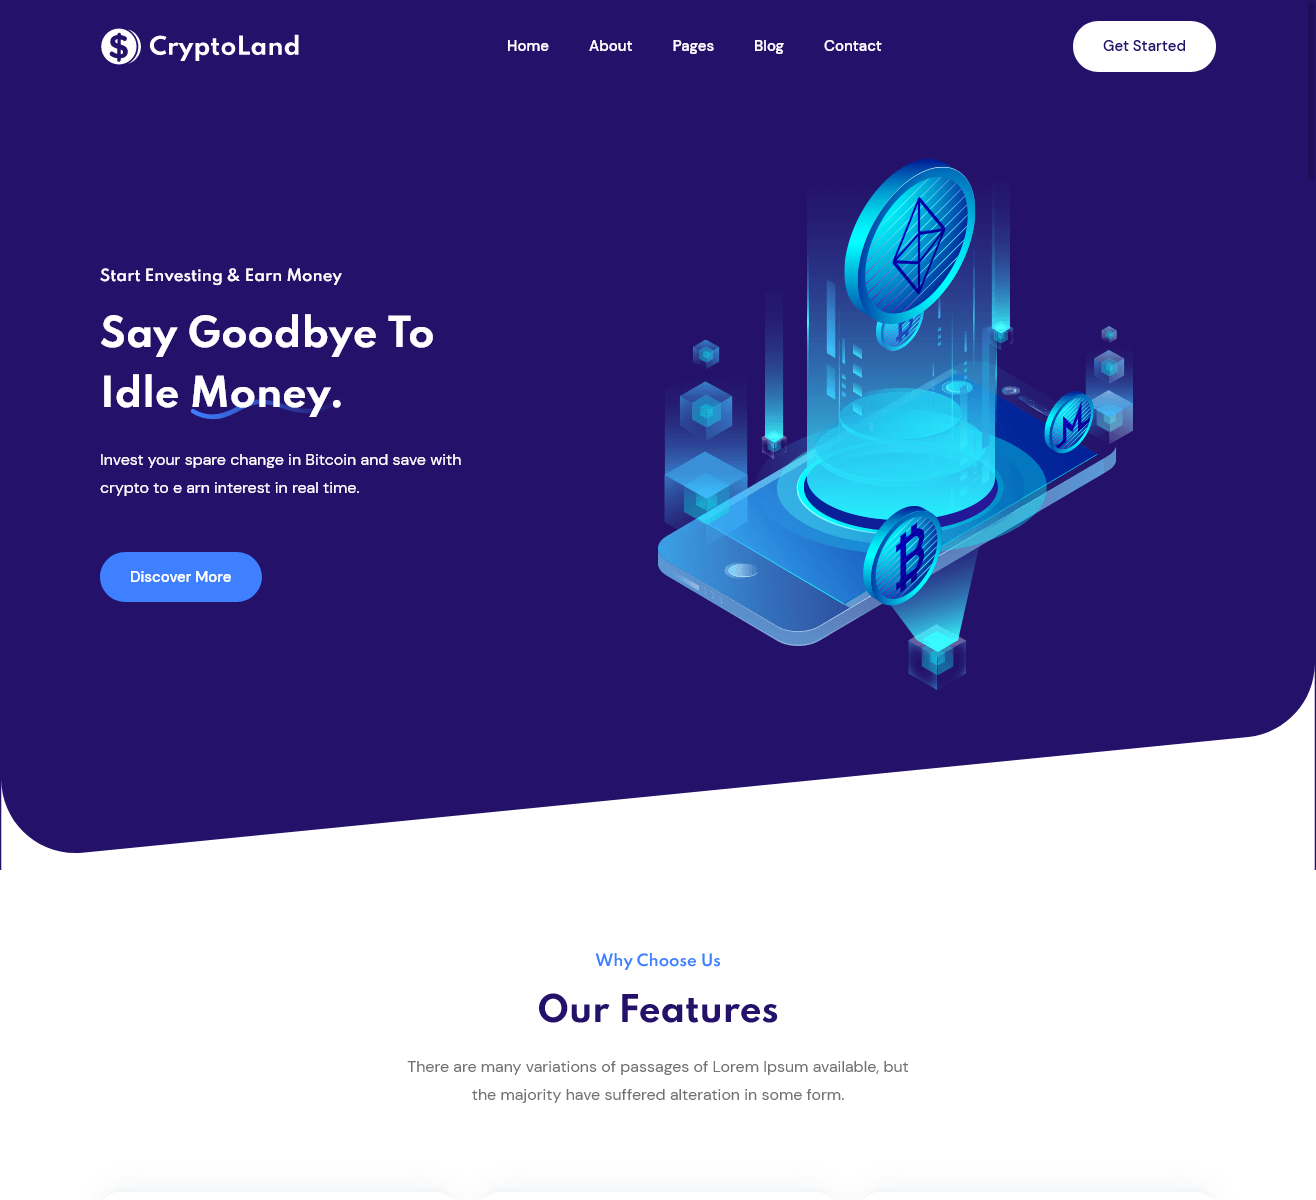 CryptoLand
Home
About
Pages
Blog
Contact
Get Started
Start Envesting & Earn Money
Say Goodbye To
Idle Money.
Invest your spare change in Bitcoin and save with
crypto to e arn interest in real time.
Discover More
Why Choose Us
Our Features
There are many variations of passages of Lorem Ipsum available, but
the majority have suffered alteration in some form.